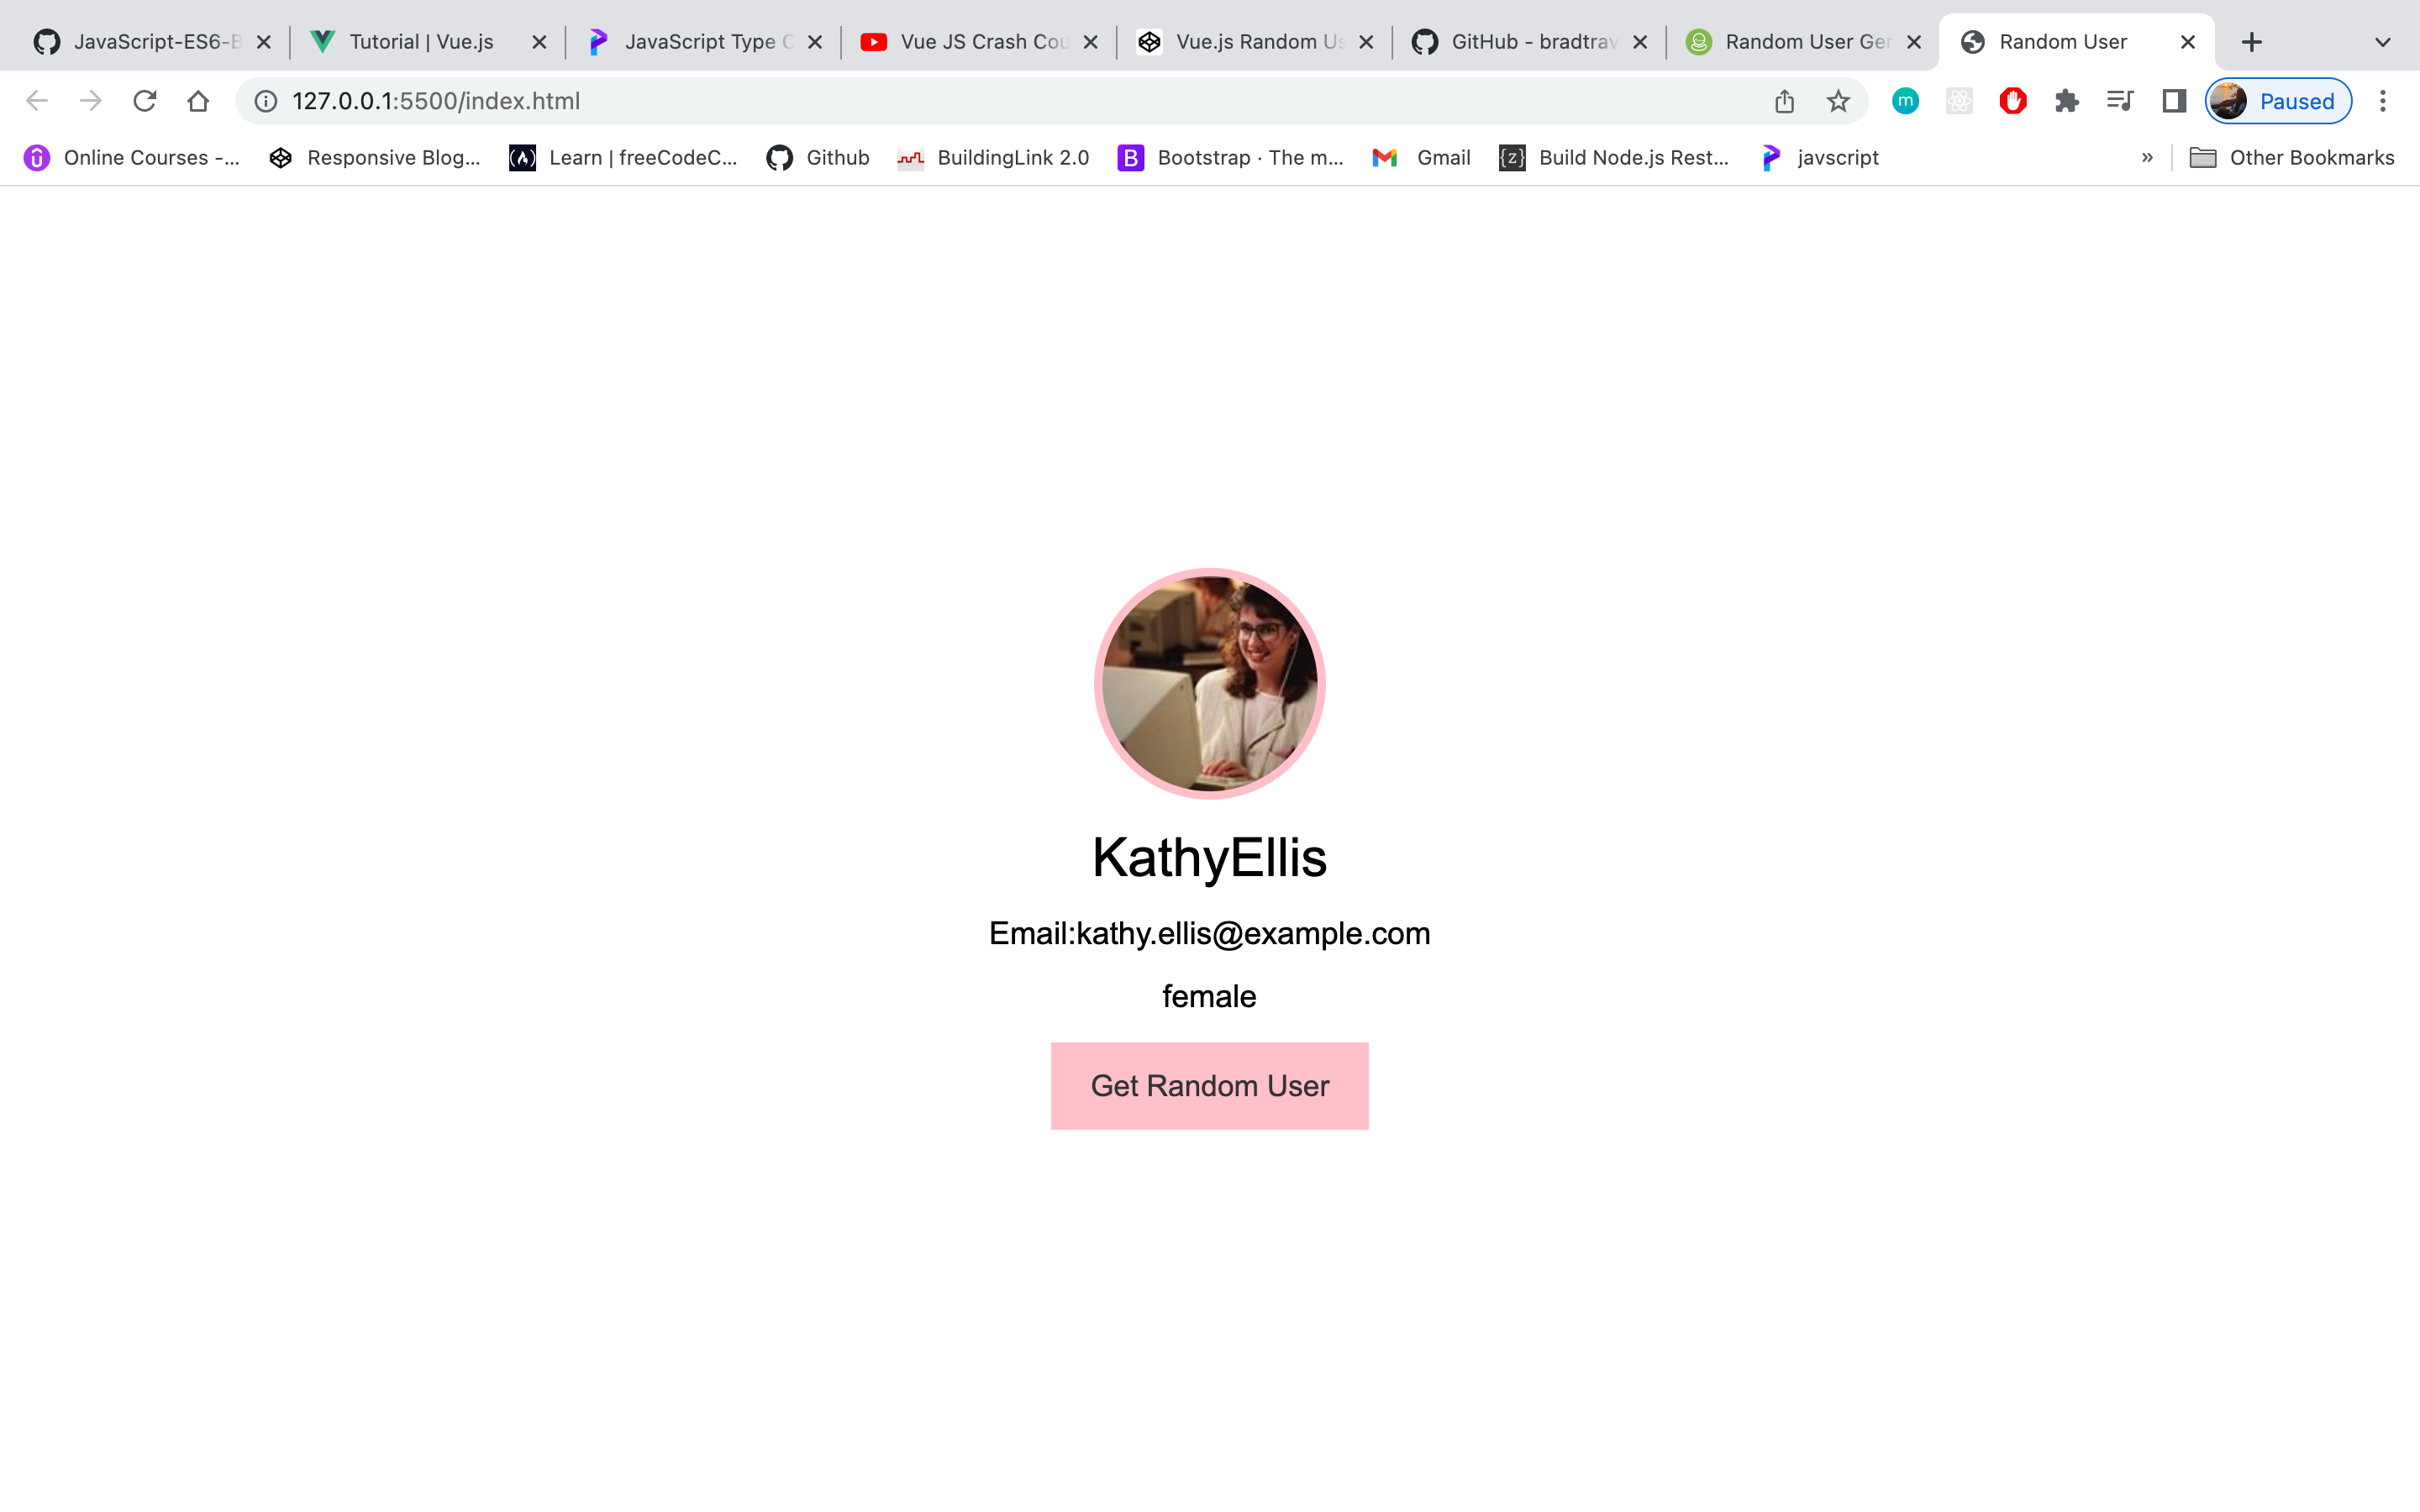 JavaScript-ES6-B
Tutorial | Vue.js
JavaScript Type C
Vue JS Crash Cou
Vue.js Random Us
GitHub - bradtrav
Random User Ger
Random User
127.0.0.1:5500/index.html
m
Paused
Online Courses -...
Responsive Blog...
Learn | freeCodeC...
Github
BuildingLink 2.0
B
Bootstrap · The m...
Gmail
{z}
Build Node.js Rest...
javscript
»
Other Bookmarks
KathyEllis
Email:kathy.ellis@example.com
female
Get Random User